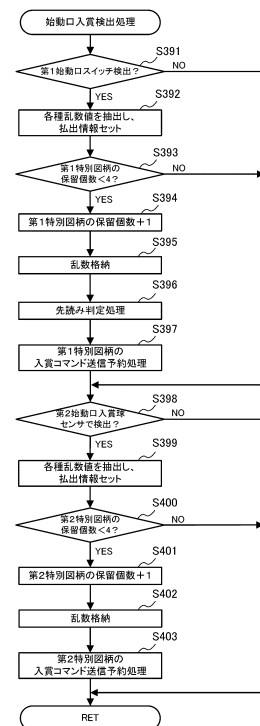 始動口入賞検出処理
S391
第1始動口スイッチ検出?
NO
YES
S392
各種乱数値を抽出し、
払出情報セット
S393
第1特別図柄の
保留個数<4?
NO
YES
S394
第1特別図柄の保留個数+1
S395
乱数格納
S396
先読み判定処理
S397
第1特別図柄の
入賞コマンド送信予約処理
S398
第2始動口入賞球
センサで検出?
NO
YES
S399
各種乱数値を抽出し、
払出情報セット
S400
第2特別図柄の
保留個数<4?
NO
YES
S401
第2特別図柄の保留個数+1
S402
乱数格納
S403
第2特別図柄の
入賞コマンド送信予約処理
RET